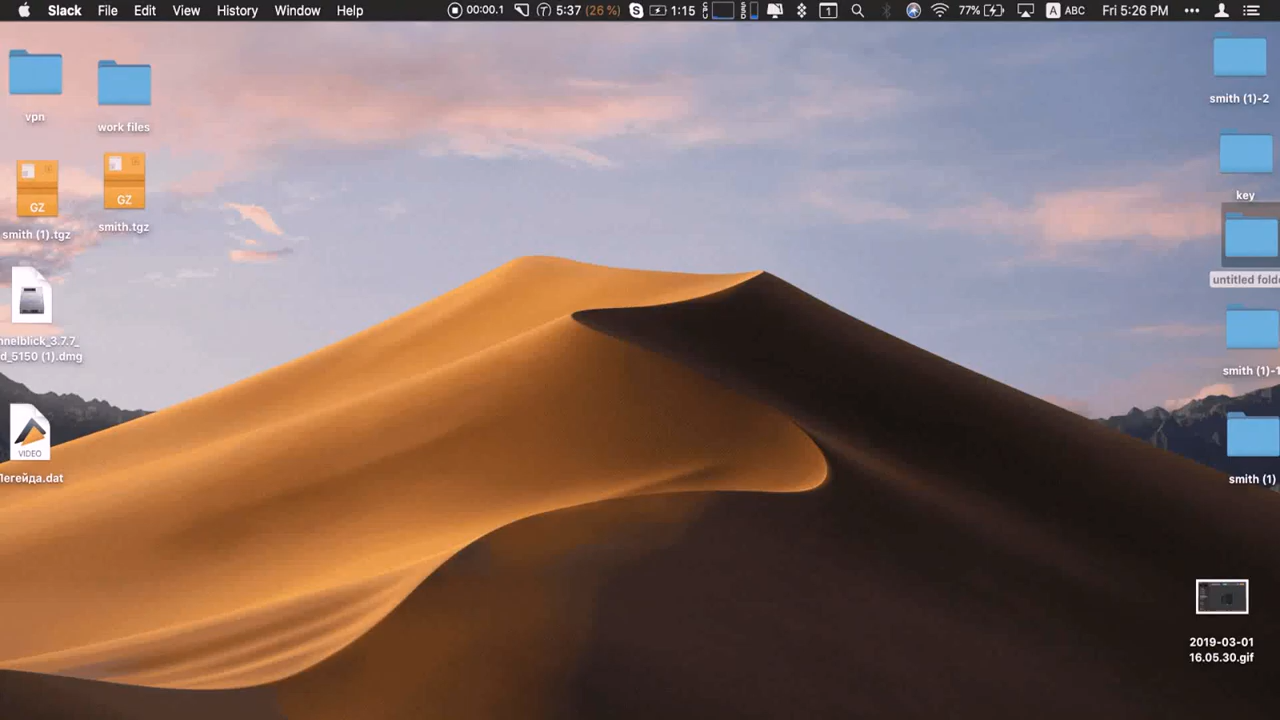 Slack File Edit View History Window Help 00:00.1 5:37 (26 %) 1:15 1 77% A ABC Fri 5:26 PM
vpn
work files
smith (1)-2
GZ
GZ
smith (1).tgz
smith.tgz
key
untitled folde
nnelblick_3.7.7_
d_5150 (1).dmg
smith (1)-1
VIDEO
Легейда.dat
smith (1)
2019-03-01
16.05.30.gif